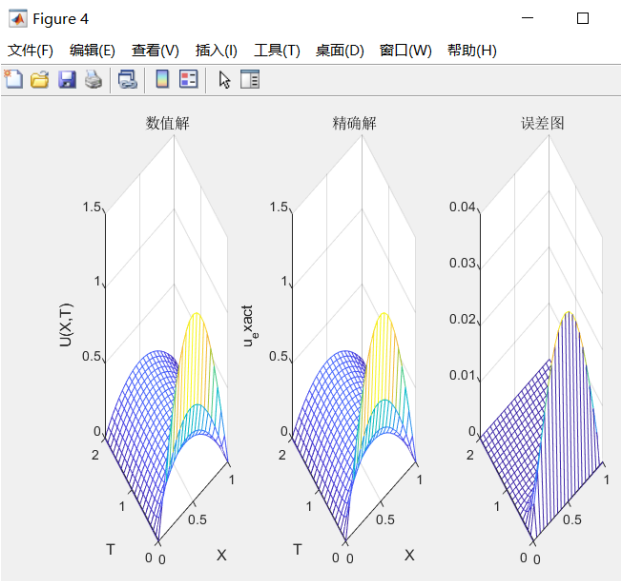 Figure 4
文件(F) 编辑(E) 查看(V) 插入(I) 工具(T) 桌面(D) 窗口(W) 帮助(H)
数值解 精确解 误差图
1.5 1.5 0.04
0.03
1 1
U(X,T) u_exact
0.02
0.5 0.5
0.01
0 0 0
2 2 2
1 1 1
1 1 1
0.5 0.5 0.5
T X T X
0 0 0 0 0 0